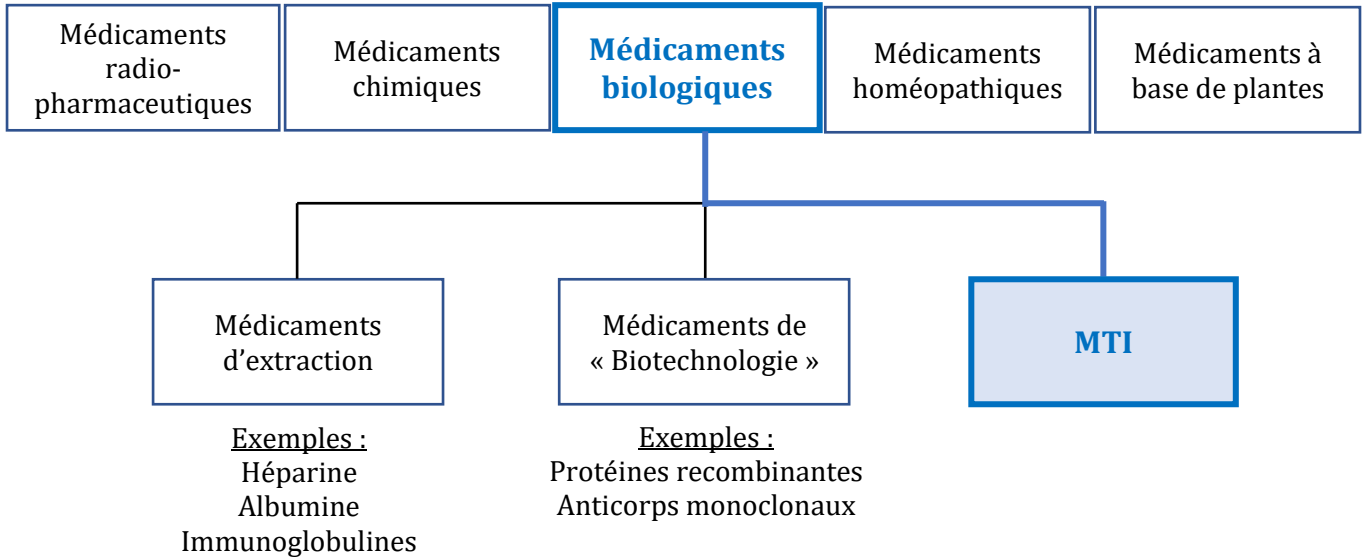 Médicaments
radio-
pharmaceutiques
Médicaments
chimiques
Médicaments
biologiques
Médicaments
homéopathiques
Médicaments à
base de plantes
Médicaments
d’extraction
Médicaments de
« Biotechnologie »
MTI
Exemples :
Héparine
Albumine
Immunoglobulines
Exemples :
Protéines recombinantes
Anticorps monoclonaux